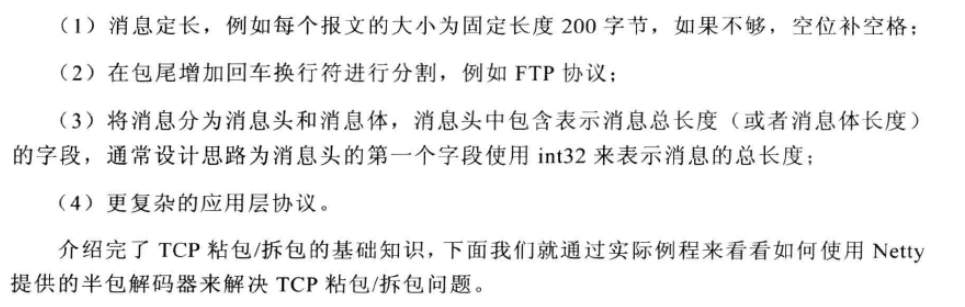 （1）消息定长，例如每个报文的大小为固定长度 200 字节，如果不够，空位补空格；
（2）在包尾增加回车换行符进行分割，例如 FTP 协议；
（3）将消息分为消息头和消息体，消息头中包含表示消息总长度（或者消息体长度）
的字段，通常设计思路为消息头的第一个字段使用 int32 来表示消息的总长度；
（4）更复杂的应用层协议。
介绍完了 TCP 粘包/拆包的基础知识，下面我们就通过实际例程来看看如何使用 Netty
提供的半包解码器来解决 TCP 粘包/拆包问题。